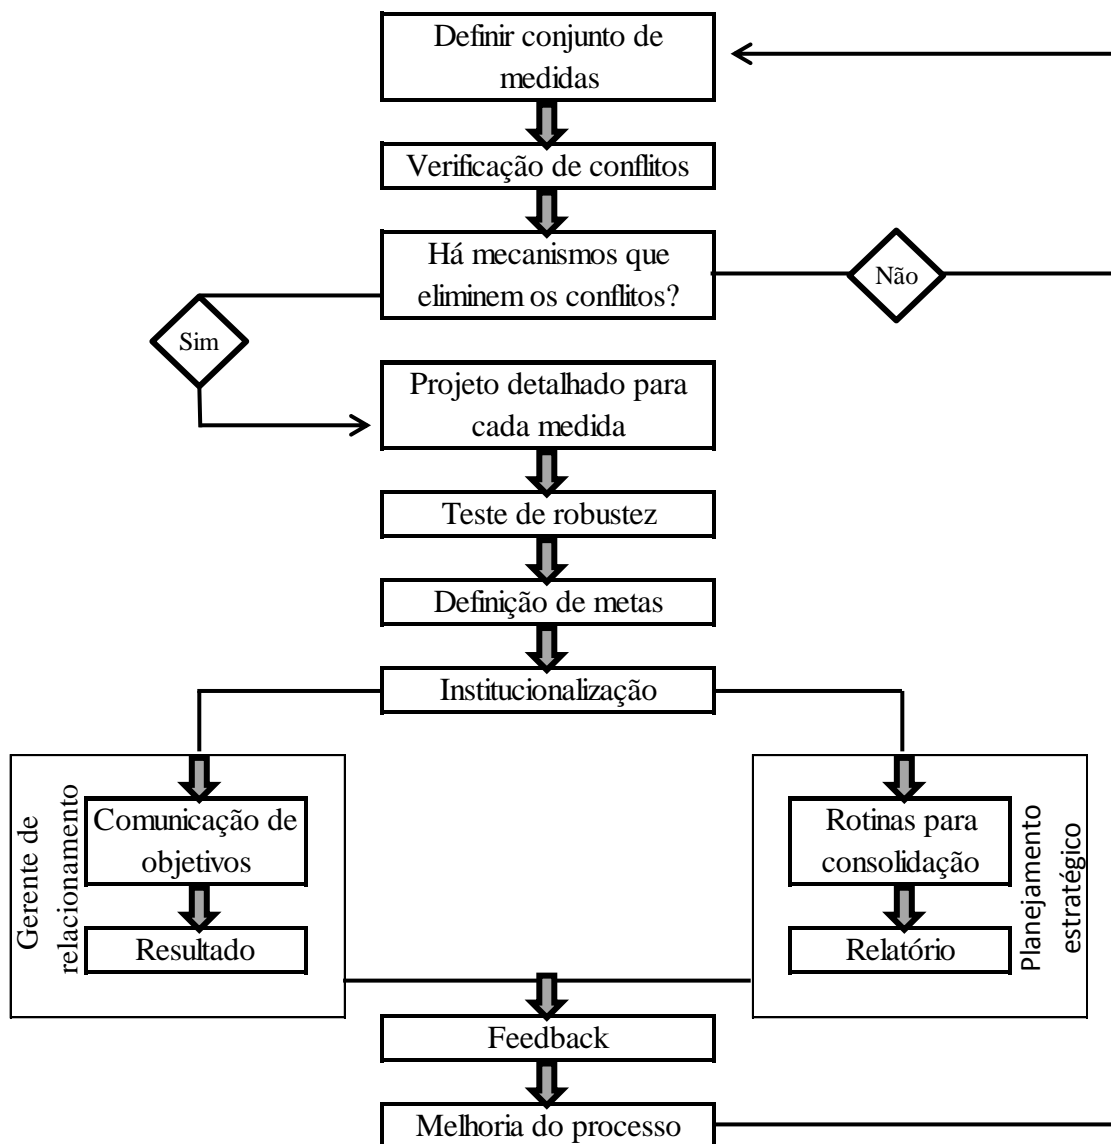 Definir conjunto de
medidas
Verificação de conflitos
Há mecanismos que
eliminem os conflitos?
Não
Sim
Projeto detalhado para
cada medida
Teste de robustez
Definição de metas
Institucionalização
Gerente de
relacionamento
Comunicação de
objetivos
Resultado
Rotinas para
consolidação
Relatório
Planejamento
estratégico
Feedback
Melhoria do processo